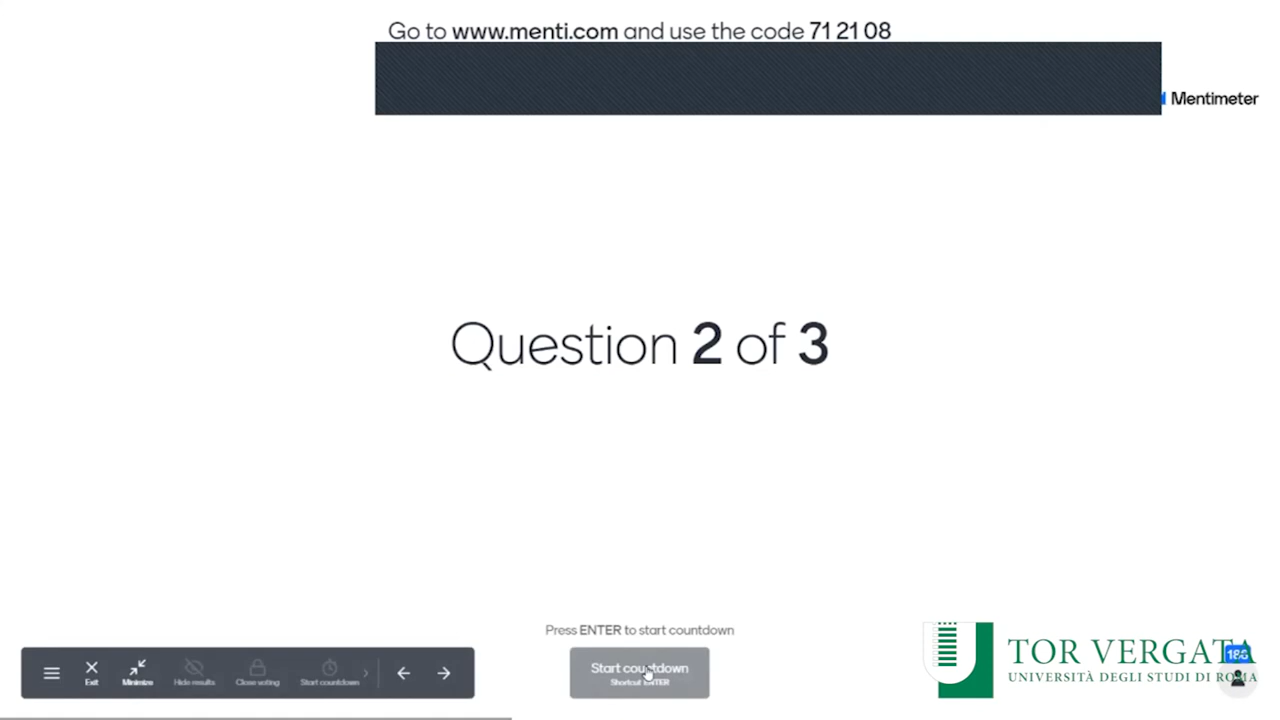 Go to www.menti.com and use the code 71 21 08
Mentimeter
Question 2 of 3
Press ENTER to start countdown
Start countdown
Shortcut ENTER
Exit
Minimize
Hide results
Close voting
Start countdown
TOR VERGATA
UNIVERSITÀ DEGLI STUDI DI ROMA